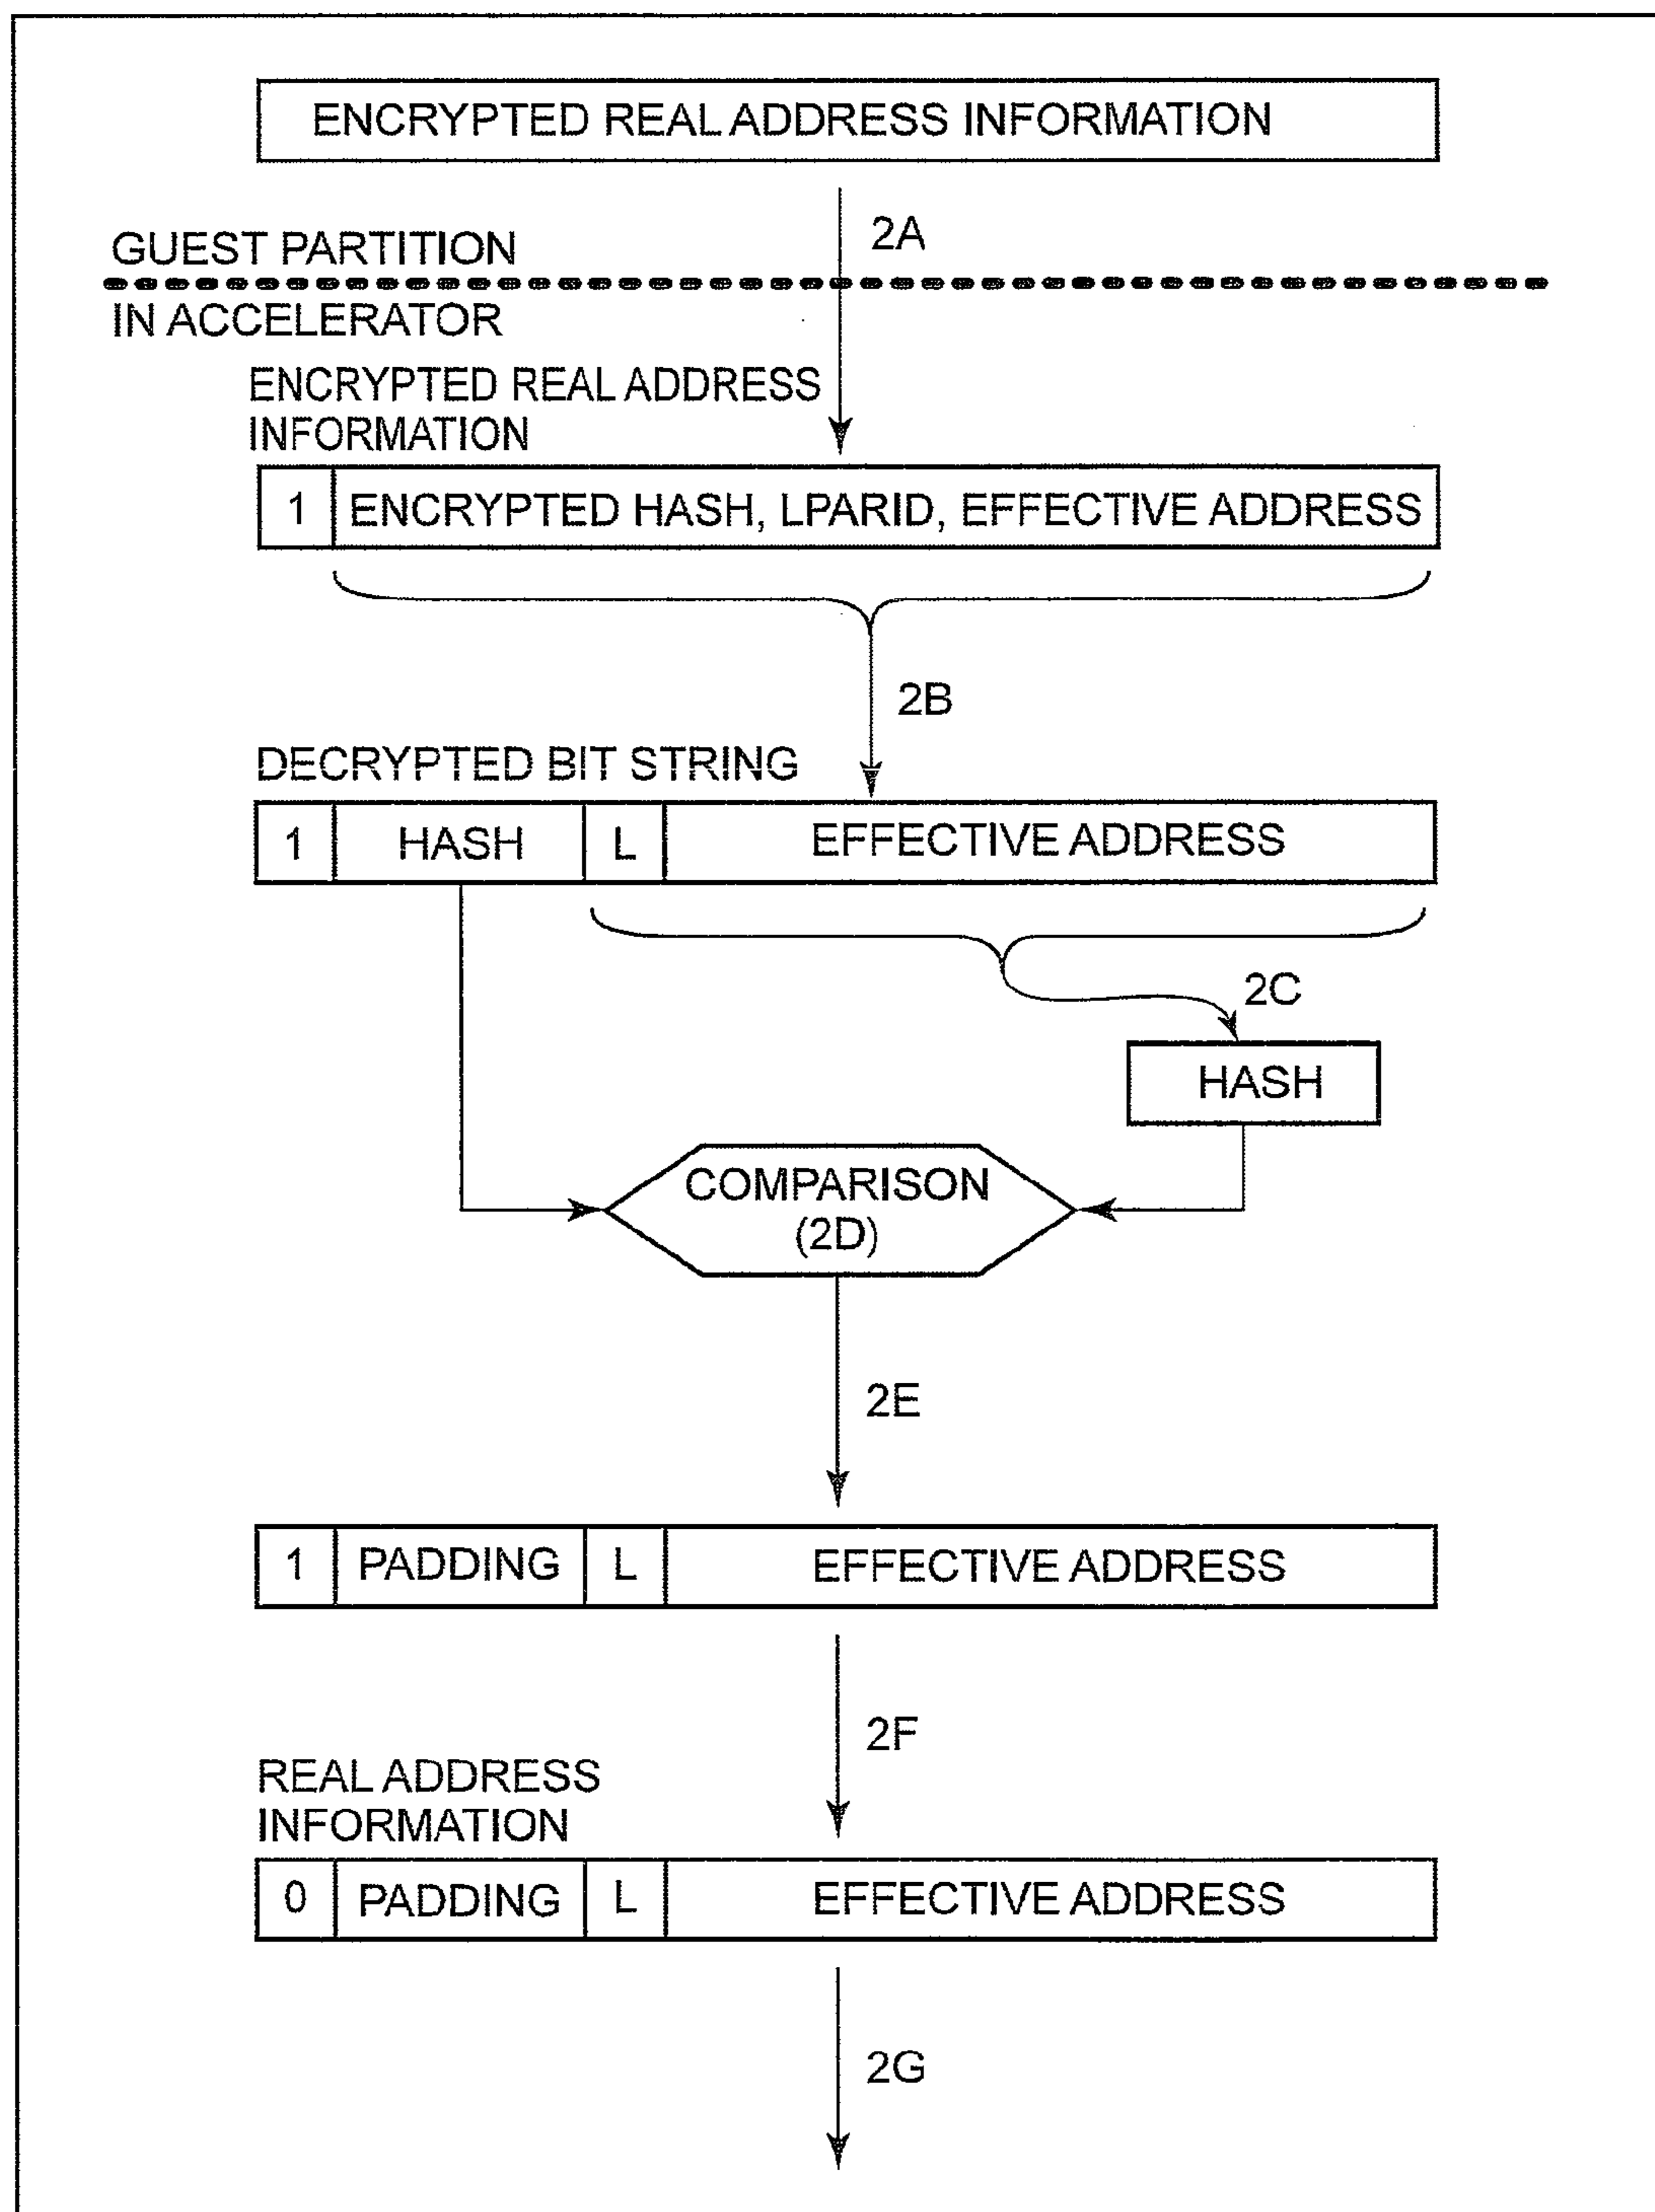 ENCRYPTED REAL ADDRESS INFORMATION
2A
GUEST PARTITION
IN ACCELERATOR
ENCRYPTED REAL ADDRESS
INFORMATION
1 ENCRYPTED HASH, LPARID, EFFECTIVE ADDRESS
2B
DECRYPTED BIT STRING
1 HASH L EFFECTIVE ADDRESS
2C
HASH
COMPARISON
(2D)
2E
1 PADDING L EFFECTIVE ADDRESS
2F
REAL ADDRESS
INFORMATION
0 PADDING L EFFECTIVE ADDRESS
2G